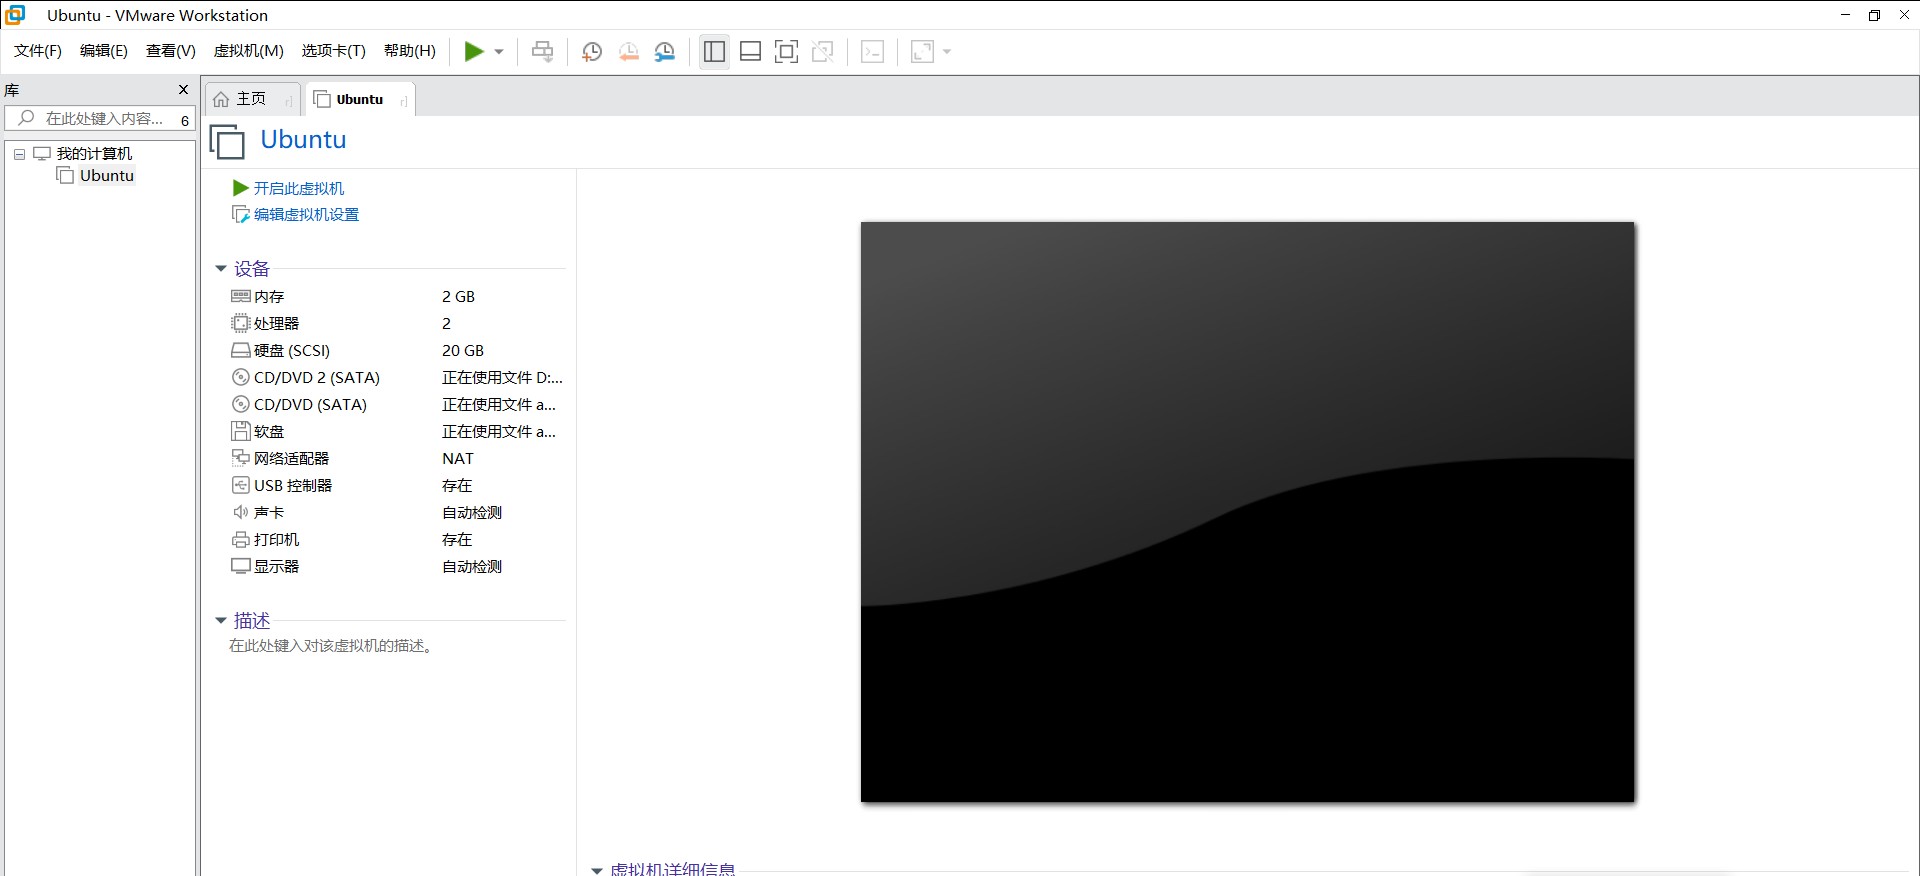 Ubuntu - VMware Workstation
文件(F) 编辑(E) 查看(V) 虚拟机(M) 选项卡(T) 帮助(H)
库
在此处键入内容... 6
我的计算机
Ubuntu
主页
Ubuntu
Ubuntu
开启此虚拟机
编辑虚拟机设置
设备
内存 2 GB
处理器 2
硬盘 (SCSI) 20 GB
CD/DVD 2 (SATA) 正在使用文件 D:...
CD/DVD (SATA) 正在使用文件 a...
软盘 正在使用文件 a...
网络适配器 NAT
USB 控制器 存在
声卡 自动检测
打印机 存在
显示器 自动检测
描述
在此处键入对该虚拟机的描述。
虚拟机详细信息